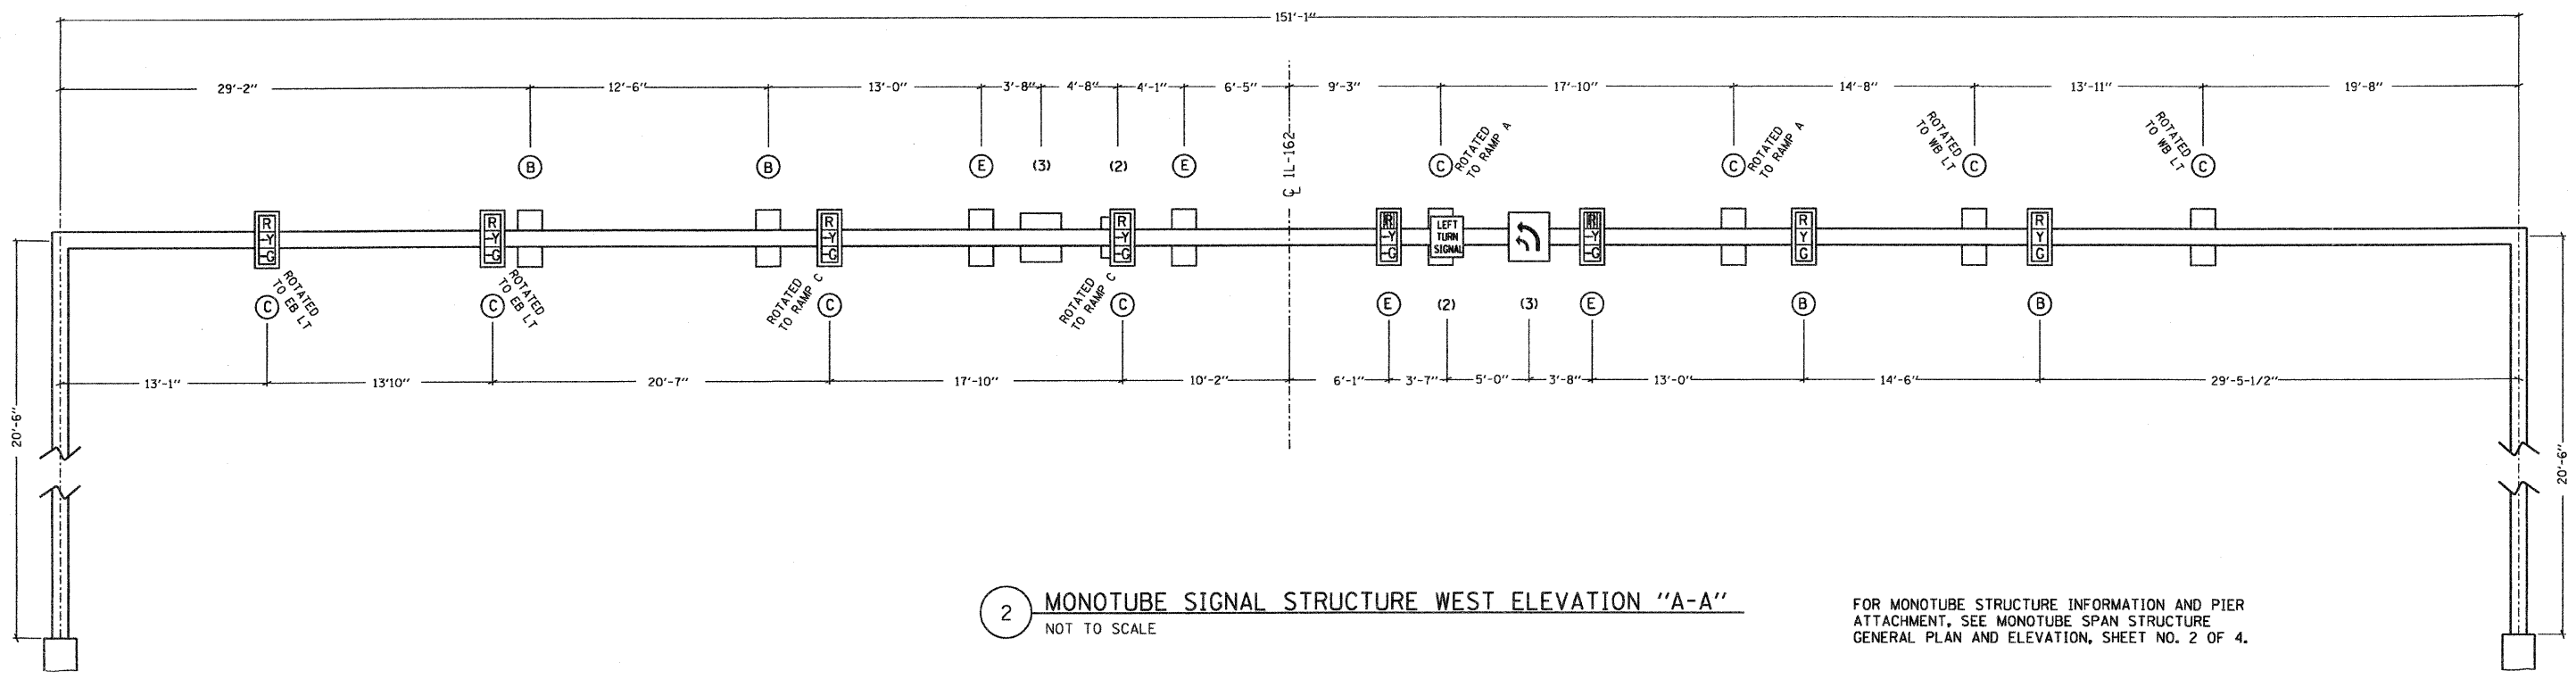 151'-1"
29'-2" 12'-6" 13'-0" 3'-8" 4'-8" 4'-1" 6'-5" 9'-3" 17'-10" 14'-8" 13'-11" 19'-8"
℄ IL-162
B B E (3) (2) E C C C C
ROTATED
TO RAMP A
ROTATED
TO RAMP A
ROTATED
TO WB LT
ROTATED
TO WB LT
R
Y
G
R
Y
G
R
Y
G
R
Y
G
R
Y
G
LEFT
TURN
SIGNAL
R
Y
G
R
Y
G
R
Y
G
ROTATED
TO EB LT
ROTATED
TO EB LT
ROTATED
TO RAMP C
ROTATED
TO RAMP C
C C C C E (2) (3) E B B
13'-1" 13'10" 20'-7" 17'-10" 10'-2" 6'-1" 3'-7" 5'-0" 3'-8" 13'-0" 14'-6" 29'-5-1/2"
20'-6"
20'-6"
2 MONOTUBE SIGNAL STRUCTURE WEST ELEVATION "A-A"
NOT TO SCALE
FOR MONOTUBE STRUCTURE INFORMATION AND PIER
ATTACHMENT, SEE MONOTUBE SPAN STRUCTURE
GENERAL PLAN AND ELEVATION, SHEET NO. 2 OF 4.